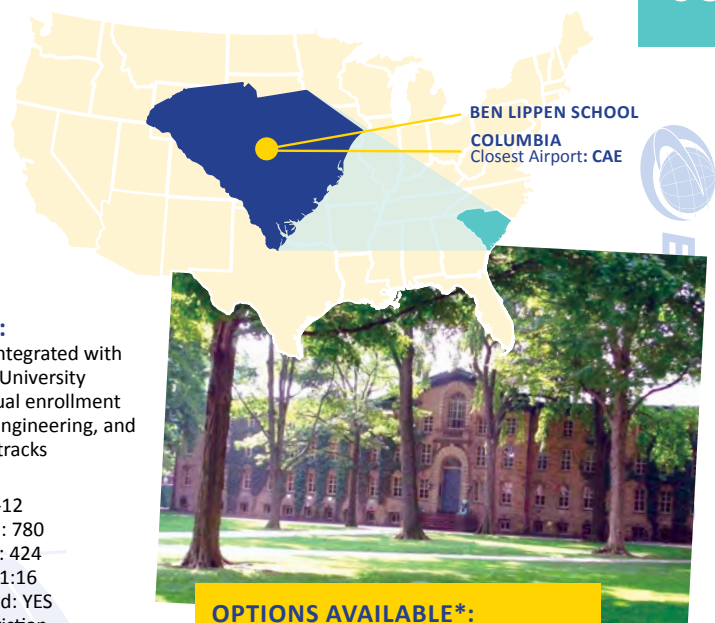 BEN LIPPEN SCHOOL
COLUMBIA
Closest Airport: CAE
:
ntegrated with
University
ual enrollment
ngineering, and
tracks
-12
: 780
: 424
1:16
d: YES
OPTIONS AVAILABLE*: